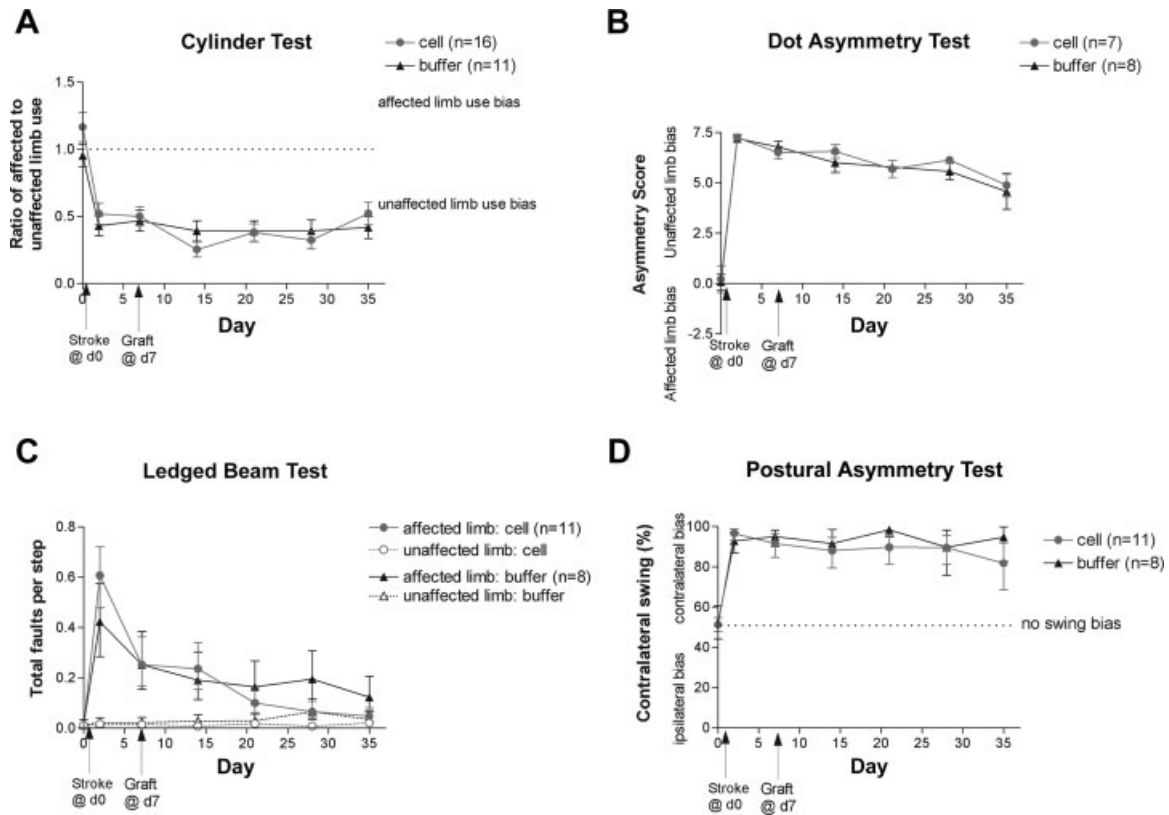 A
Cylinder Test
cell (n=16)
buffer (n=11)
Ratio of affected to
unaffected limb use
1.5
1.0
0.5
0.0
affected limb use bias
unaffected limb use bias
0 5 10 15 20 25 30 35
Day
Stroke
@ d0
Graft
@ d7
B
Dot Asymmetry Test
cell (n=7)
buffer (n=8)
Asymmetry Score
Unaffected limb bias
Affected limb bias
7.5
5.0
2.5
0.0
-2.5
5 10 15 20 25 30 35
Day
Stroke
@ d0
Graft
@ d7
C
Ledged Beam Test
affected limb: cell (n=11)
unaffected limb: cell
affected limb: buffer (n=8)
unaffected limb: buffer
Total faults per step
0.8
0.6
0.4
0.2
0.0
0 5 10 15 20 25 30 35
Day
Stroke
@ d0
Graft
@ d7
D
Postural Asymmetry Test
cell (n=11)
buffer (n=8)
Contralateral swing (%)
contralateral bias
ipsilateral bias
100
80
60
40
20
0
no swing bias
0 5 10 15 20 25 30 35
Day
Stroke
@ d0
Graft
@ d7